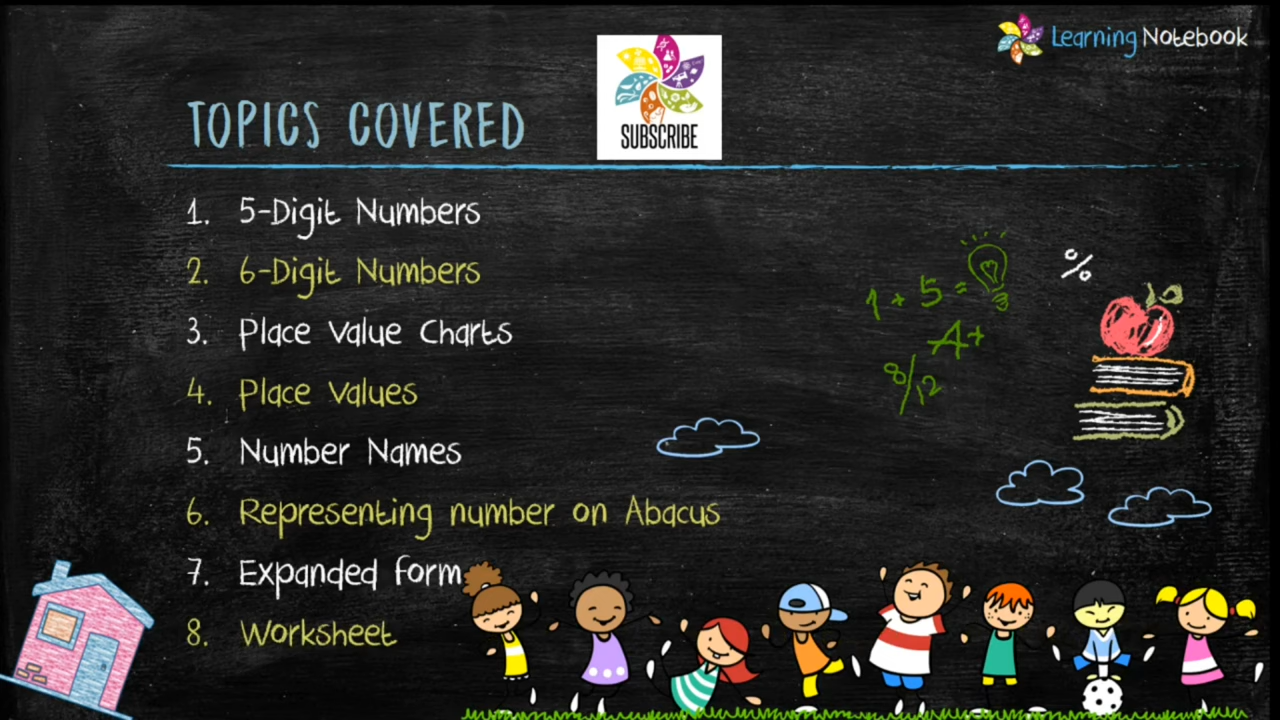 Learning Notebook
SUBSCRIBE
TOPICS COVERED
1. 5-Digit Numbers
2. 6-Digit Numbers
3. Place Value Charts
4. Place Values
5. Number Names
6. Representing number on Abacus
7. Expanded form
8. Worksheet
1 + 5 =
%
A+
8/12